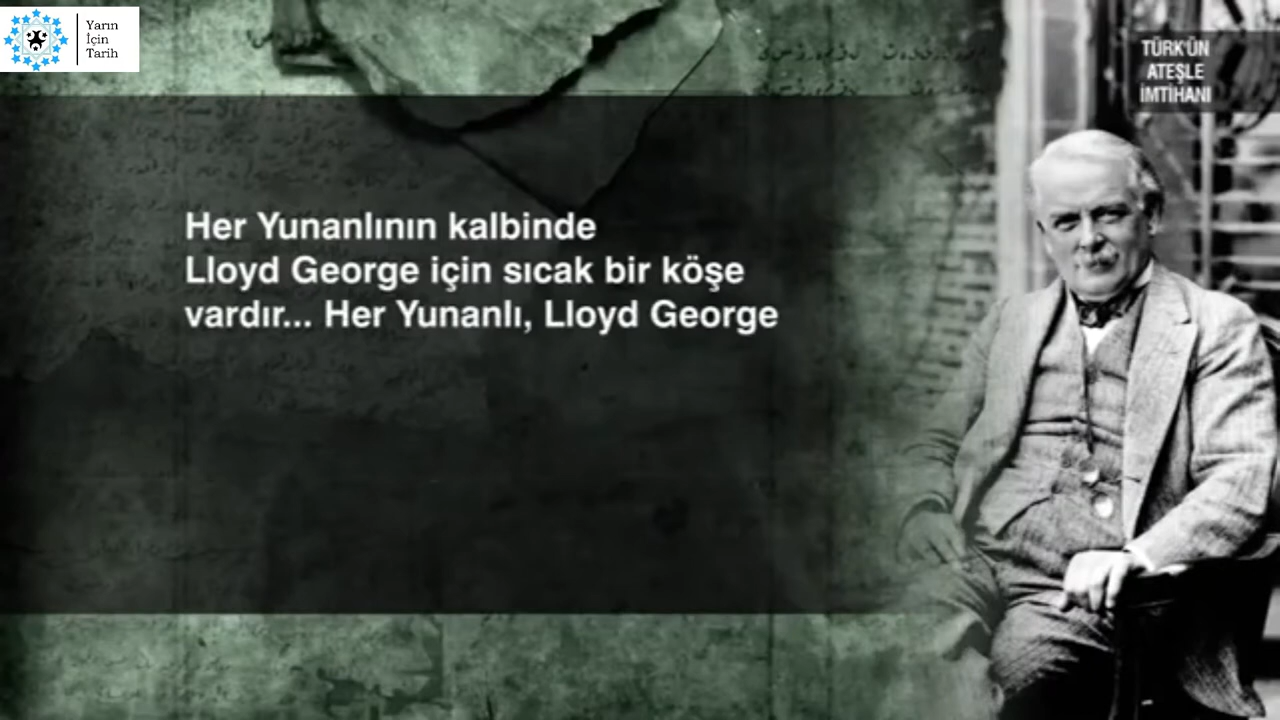 Yarın
İçin
Tarih
TÜRK'ÜN
ATEŞLE
İMTİHANI
Her Yunanlının kalbinde
Lloyd George için sıcak bir köşe
vardır... Her Yunanlı, Lloyd George